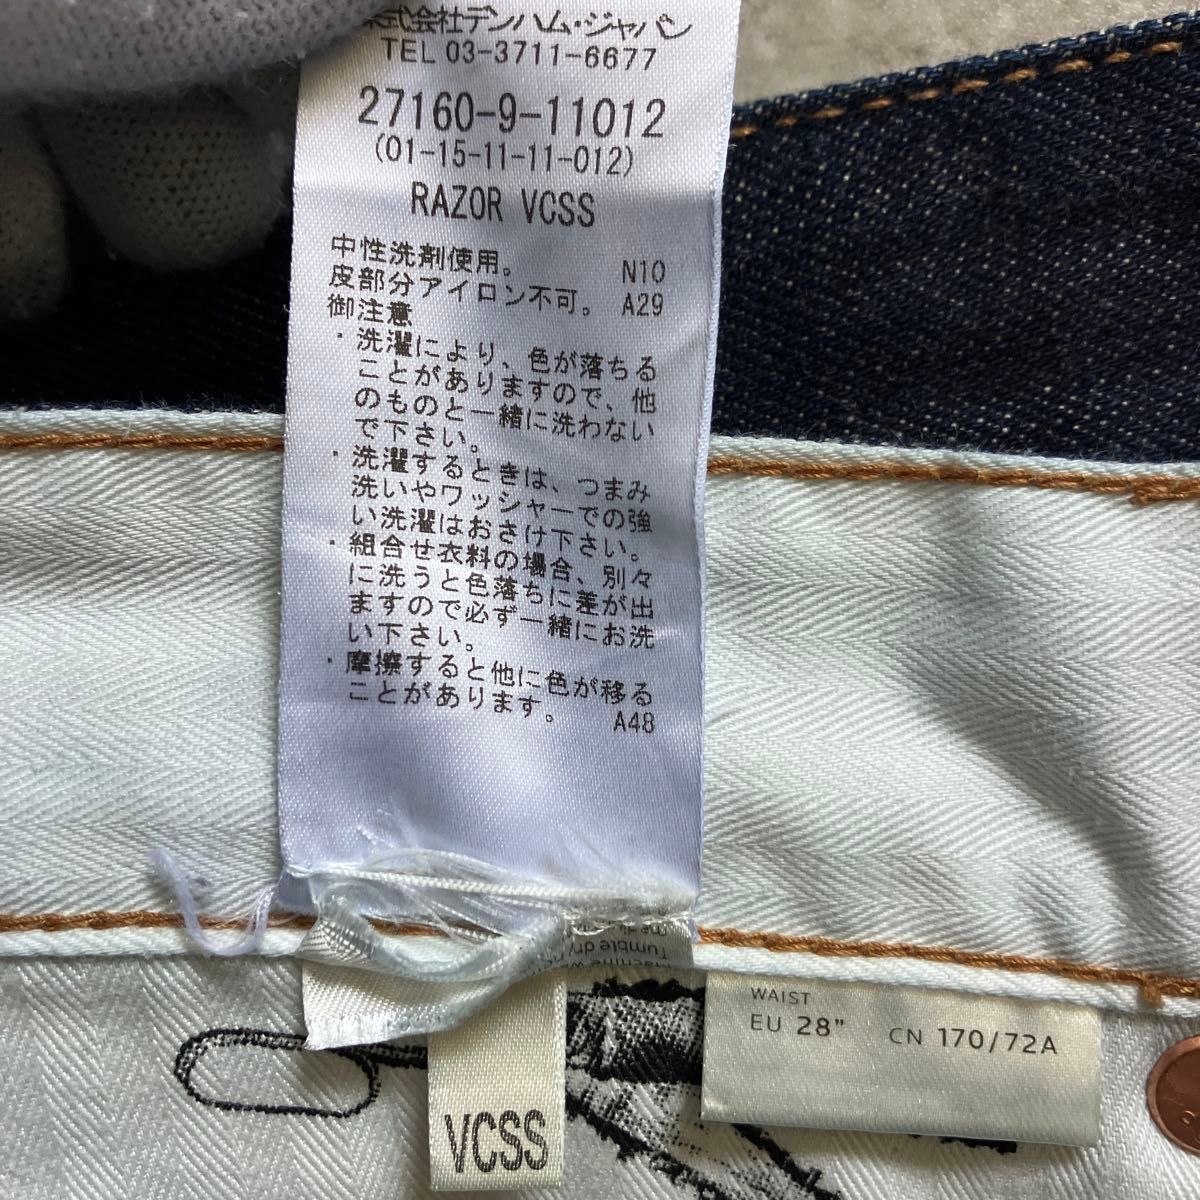 株式会社デンハム・ジャパン
TEL 03-3711-6677
27160-9-11012
(01-15-11-11-012)
RAZOR VCSS
中性洗剤使用。 N10
皮部分アイロン不可。 A29
御注意
・洗濯により、色が落ちる
ことがありますので、他
のものと一緒に洗わない
で下さい。
・洗濯するときは、つまみ
洗いやワッシャーでの強
い洗濯はおさけ下さい。
・組合せ衣料の場合、別々
に洗うと色落ちに差が出
ますので必ず一緒にお洗
い下さい。
・摩擦すると他に色が移る
ことがあります。 A48
Tumble dry
Machine
WAIST
EU 28" CN 170/72A
VCSS